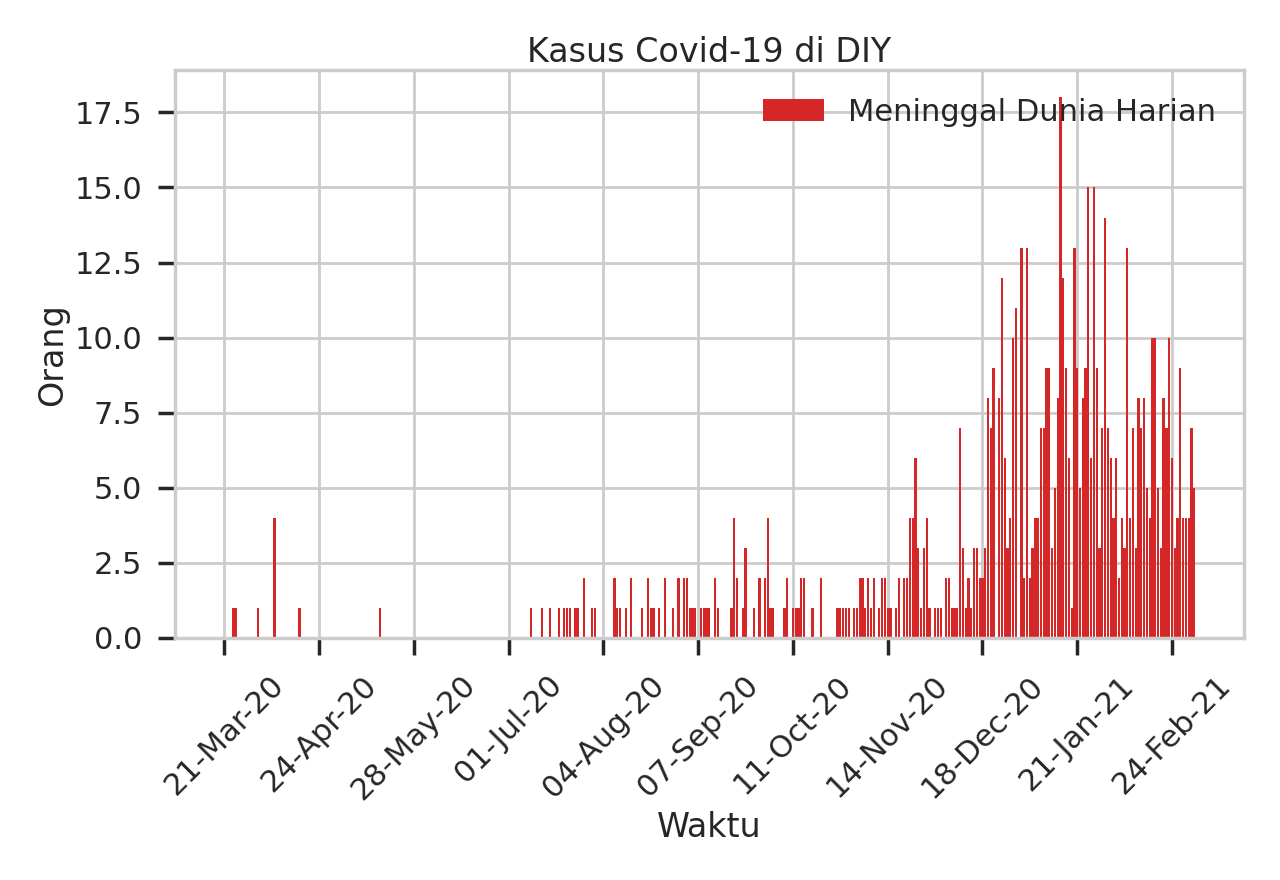 Kasus Covid-19 di DIY
Meninggal Dunia Harian
Orang
17.5
15.0
12.5
10.0
7.5
5.0
2.5
0.0
21-Mar-20
24-Apr-20
28-May-20
01-Jul-20
04-Aug-20
07-Sep-20
11-Oct-20
14-Nov-20
18-Dec-20
21-Jan-21
24-Feb-21
Waktu